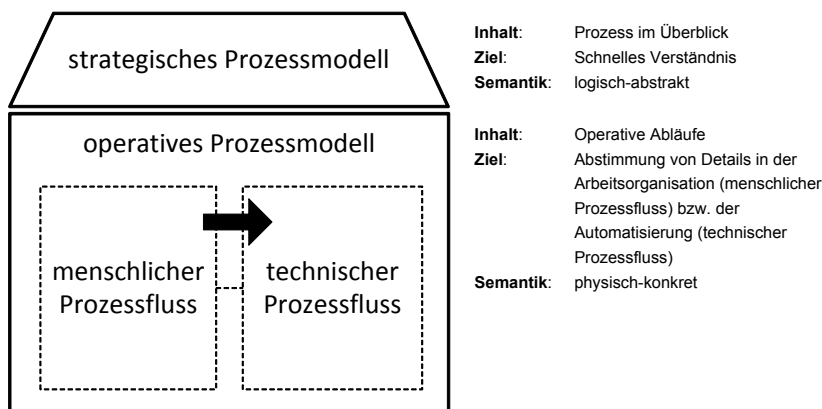 strategisches Prozessmodell
Inhalt: Prozess im Überblick
Ziel: Schnelles Verständnis
Semantik: logisch-abstrakt
operatives Prozessmodell
menschlicher
Prozessfluss
technischer
Prozessfluss
Inhalt: Operative Abläufe
Ziel: Abstimmung von Details in der
Arbeitsorganisation (menschlicher
Prozessfluss) bzw. der
Automatisierung (technischer
Prozessfluss)
Semantik: physisch-konkret